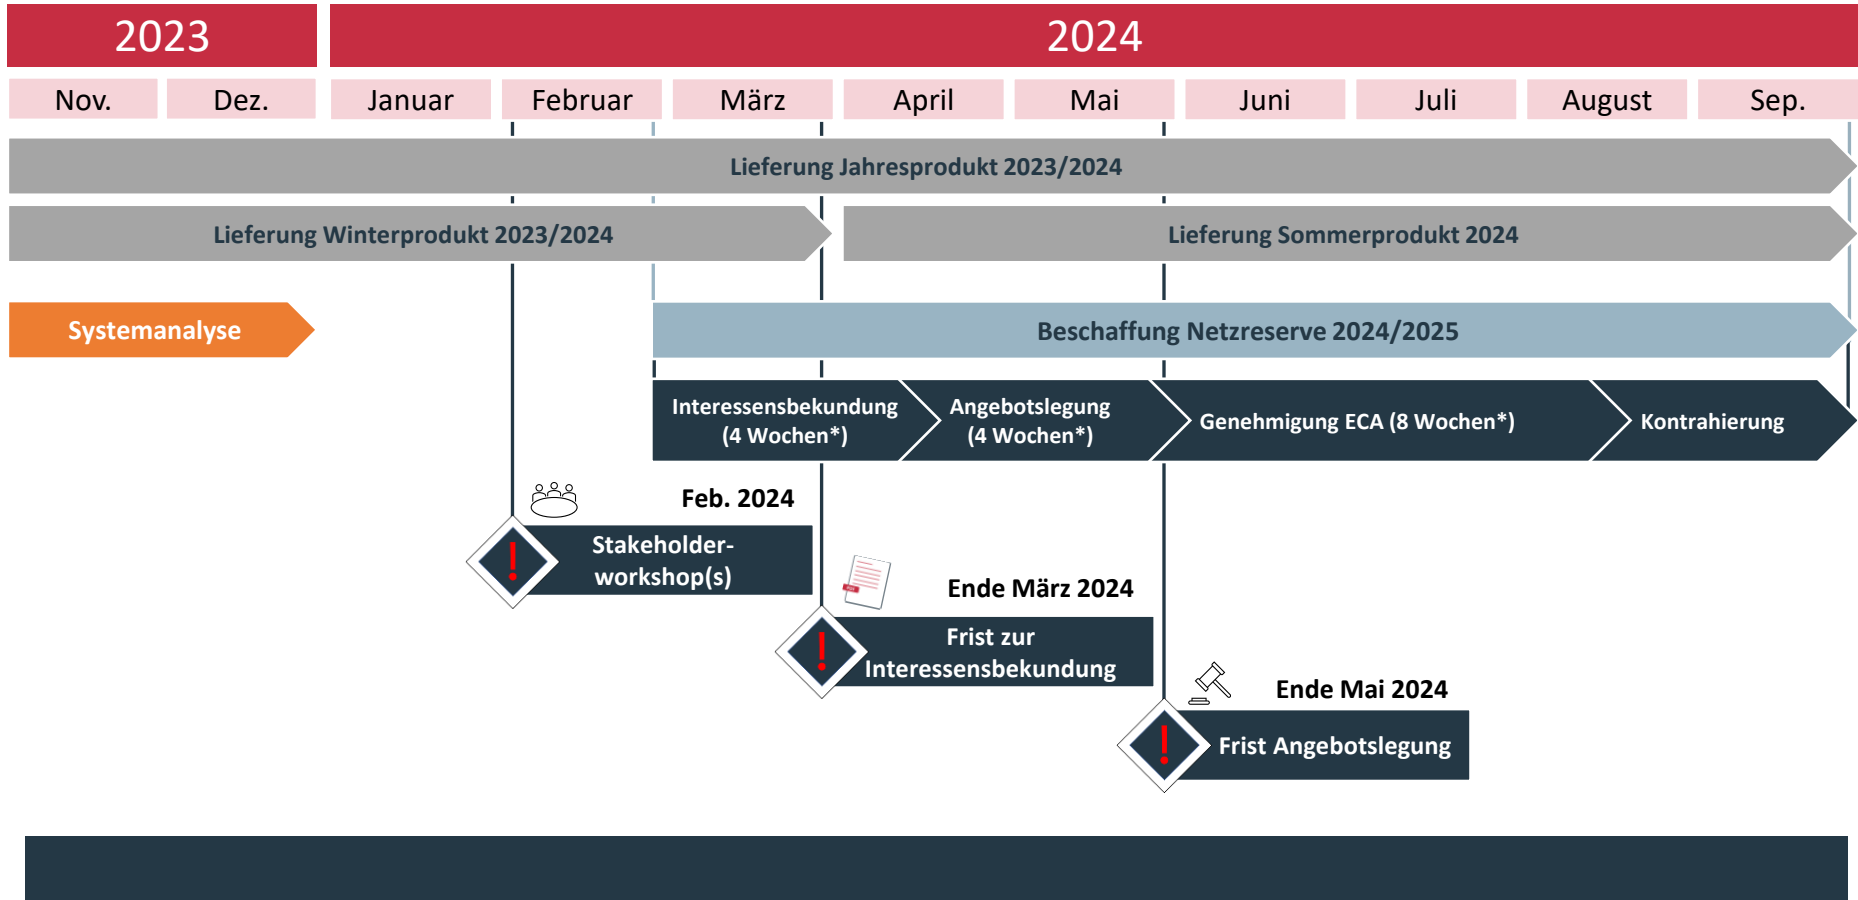 2023
2024
Nov.
Dez.
Januar
Februar
März
April
Mai
Juni
Juli
August
Sep.
Lieferung Jahresprodukt 2023/2024
Lieferung Winterprodukt 2023/2024
Lieferung Sommerprodukt 2024
Systemanalyse
Beschaffung Netzreserve 2024/2025
Interessensbekundung
(4 Wochen*)
Angebotslegung
(4 Wochen*)
Genehmigung ECA (8 Wochen*)
Kontrahierung
Feb. 2024
!
Stakeholder-
workshop(s)
Ende März 2024
!
Frist zur
Interessensbekundung
Ende Mai 2024
!
Frist Angebotslegung